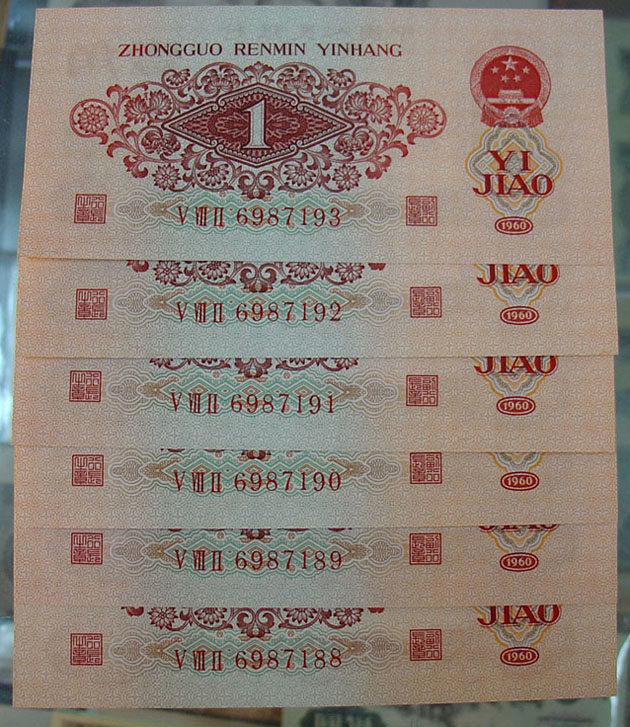 ZHONGGUO RENMIN YINHANG
1
YI
JIAO
V VIII II 6987193
1960
JIAO
V VIII II 6987192
1960
JIAO
V VIII II 6987191
1960
V VIII II 6987190
1960
JIAO
V VIII II 6987189
1960
JIAO
V VIII II 6987188
1960